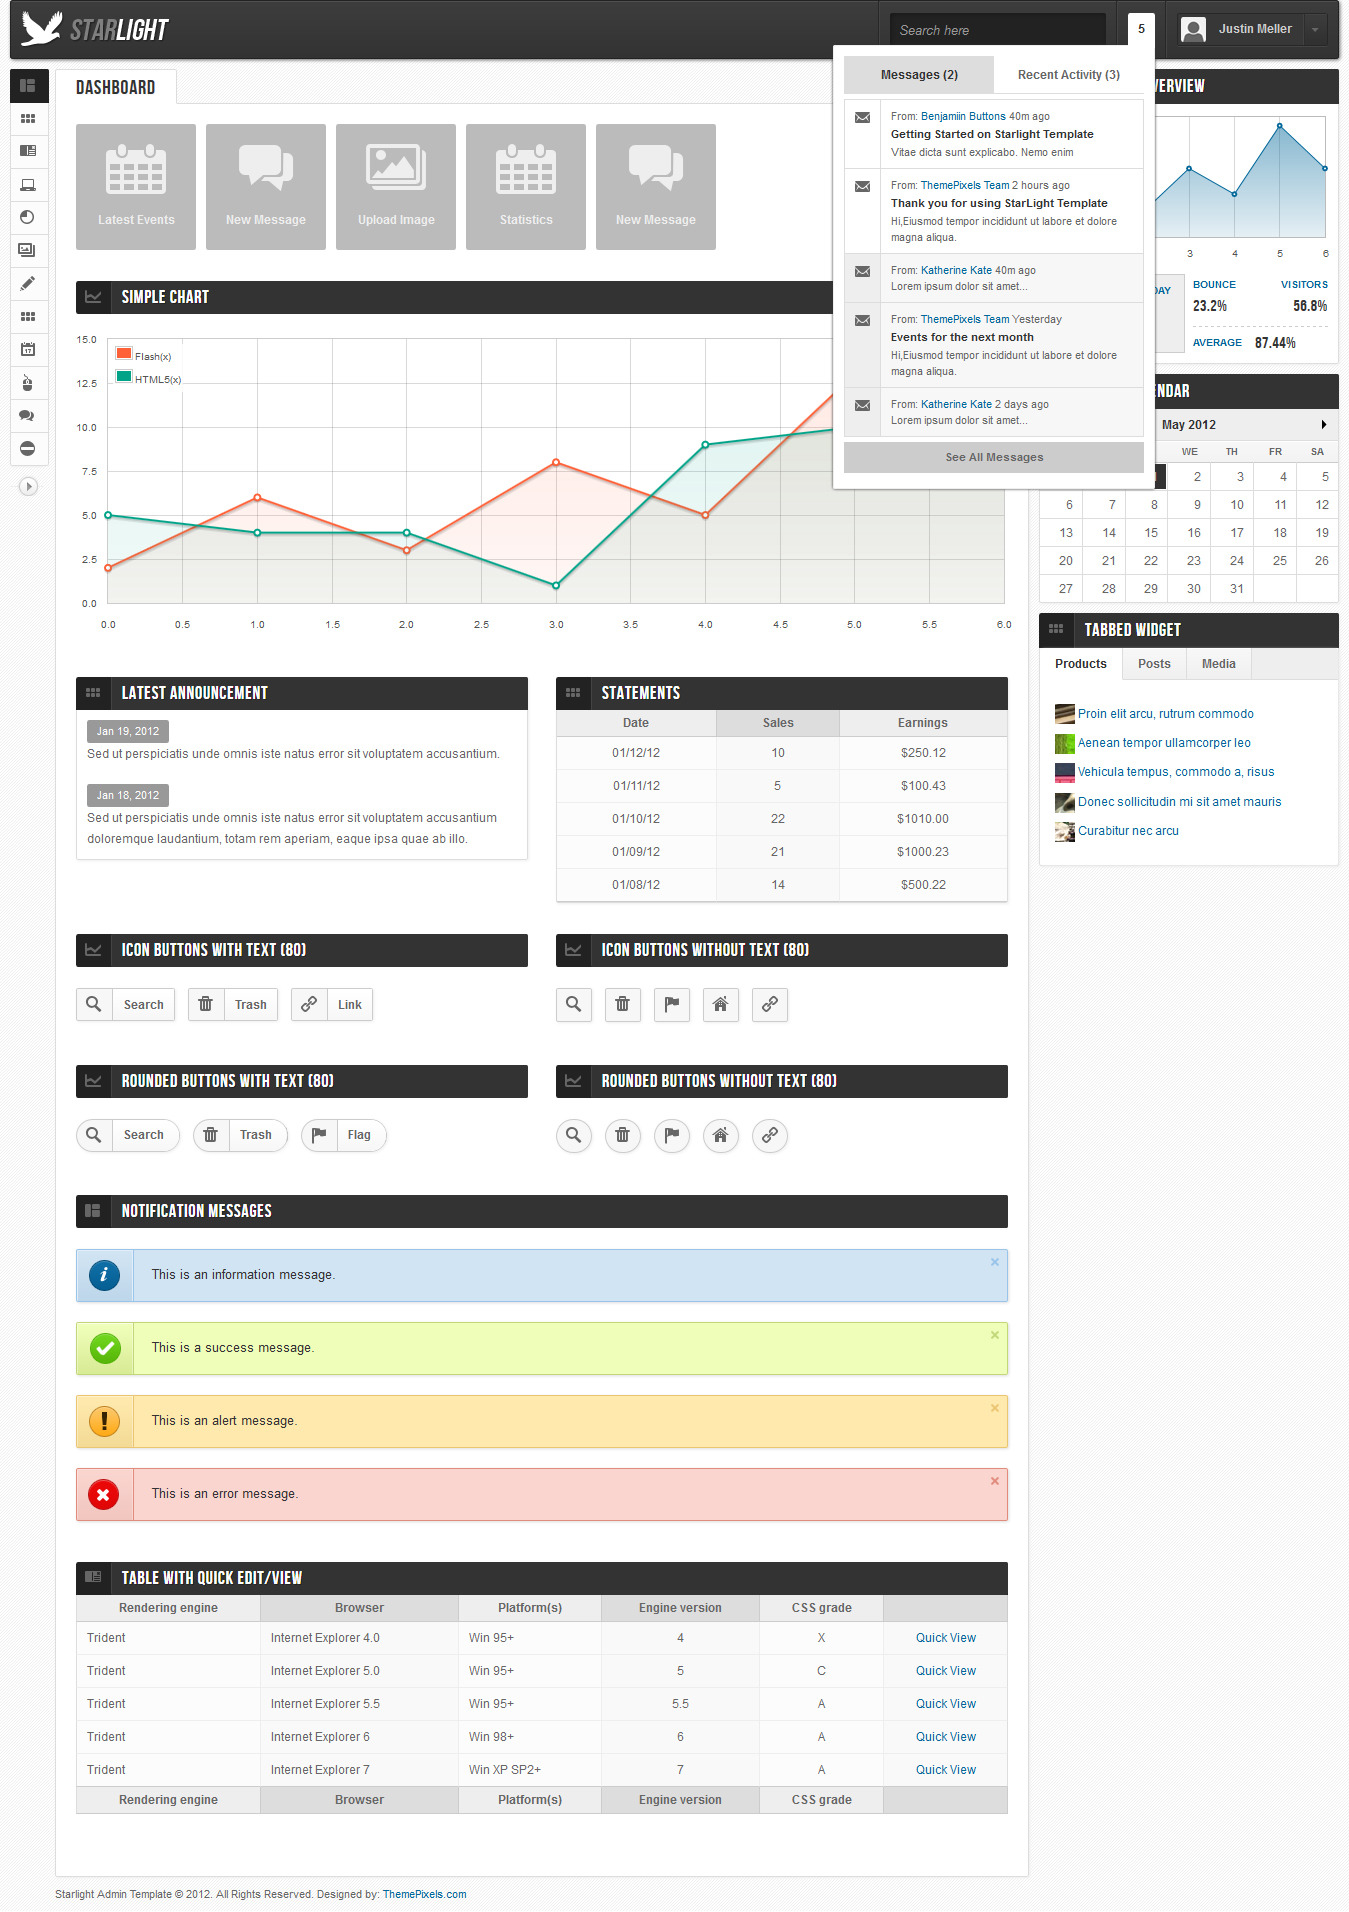 STARLIGHT
Search here
5
Justin Meller
DASHBOARD
Latest Events
New Message
Upload Image
Statistics
New Message
Messages (2)
Recent Activity (3)
From: Benjamiin Buttons 40m ago
Getting Started on Starlight Template
Vitae dicta sunt explicabo. Nemo enim
From: ThemePixels Team 2 hours ago
Thank you for using StarLight Template
Hi,Eiusmod tempor incididunt ut labore et dolore
magna aliqua.
From: Katherine Kate 40m ago
Lorem ipsum dolor sit amet...
From: ThemePixels Team Yesterday
Events for the next month
Hi,Eiusmod tempor incididunt ut labore et dolore
magna aliqua.
From: Katherine Kate 2 days ago
Lorem ipsum dolor sit amet...
See All Messages
SIMPLE CHART
Flash(x)
HTML5(x)
15.0
12.5
10.0
7.5
5.0
2.5
0.0
0.0 0.5 1.0 1.5 2.0 2.5 3.0 3.5 4.0 4.5 5.0 5.5 6.0
VERVIEW
3 4 5 6
DAY
BOUNCE VISITORS
23.2% 56.8%
AVERAGE 87.44%
ENDAR
May 2012
WE TH FR SA
1 2 3 4 5
6 7 8 9 10 11 12
13 14 15 16 17 18 19
20 21 22 23 24 25 26
27 28 29 30 31
TABBED WIDGET
Products Posts Media
Proin elit arcu, rutrum commodo
Aenean tempor ullamcorper leo
Vehicula tempus, commodo a, risus
Donec sollicitudin mi sit amet mauris
Curabitur nec arcu
LATEST ANNOUNCEMENT
Jan 19, 2012
Sed ut perspiciatis unde omnis iste natus error sit voluptatem accusantium.
Jan 18, 2012
Sed ut perspiciatis unde omnis iste natus error sit voluptatem accusantium
doloremque laudantium, totam rem aperiam, eaque ipsa quae ab illo.
STATEMENTS
Date Sales Earnings
01/12/12 10 $250.12
01/11/12 5 $100.43
01/10/12 22 $1010.00
01/09/12 21 $1000.23
01/08/12 14 $500.22
ICON BUTTONS WITH TEXT (80)
Search Trash Link
ICON BUTTONS WITHOUT TEXT (80)
ROUNDED BUTTONS WITH TEXT (80)
Search Trash Flag
ROUNDED BUTTONS WITHOUT TEXT (80)
NOTIFICATION MESSAGES
This is an information message.
This is a success message.
This is an alert message.
This is an error message.
TABLE WITH QUICK EDIT/VIEW
Rendering engine Browser Platform(s) Engine version CSS grade
Trident Internet Explorer 4.0 Win 95+ 4 X Quick View
Trident Internet Explorer 5.0 Win 95+ 5 C Quick View
Trident Internet Explorer 5.5 Win 95+ 5.5 A Quick View
Trident Internet Explorer 6 Win 98+ 6 A Quick View
Trident Internet Explorer 7 Win XP SP2+ 7 A Quick View
Rendering engine Browser Platform(s) Engine version CSS grade
Starlight Admin Template © 2012. All Rights Reserved. Designed by: ThemePixels.com